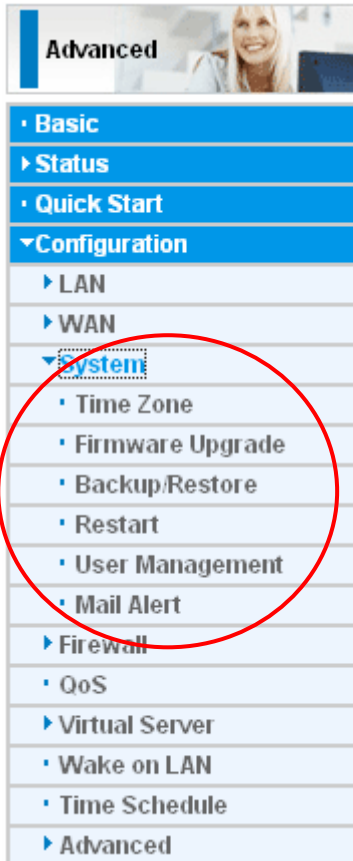 Advanced
Basic
Status
Quick Start
Configuration
LAN
WAN
System
Time Zone
Firmware Upgrade
Backup/Restore
Restart
User Management
Mail Alert
Firewall
QoS
Virtual Server
Wake on LAN
Time Schedule
Advanced